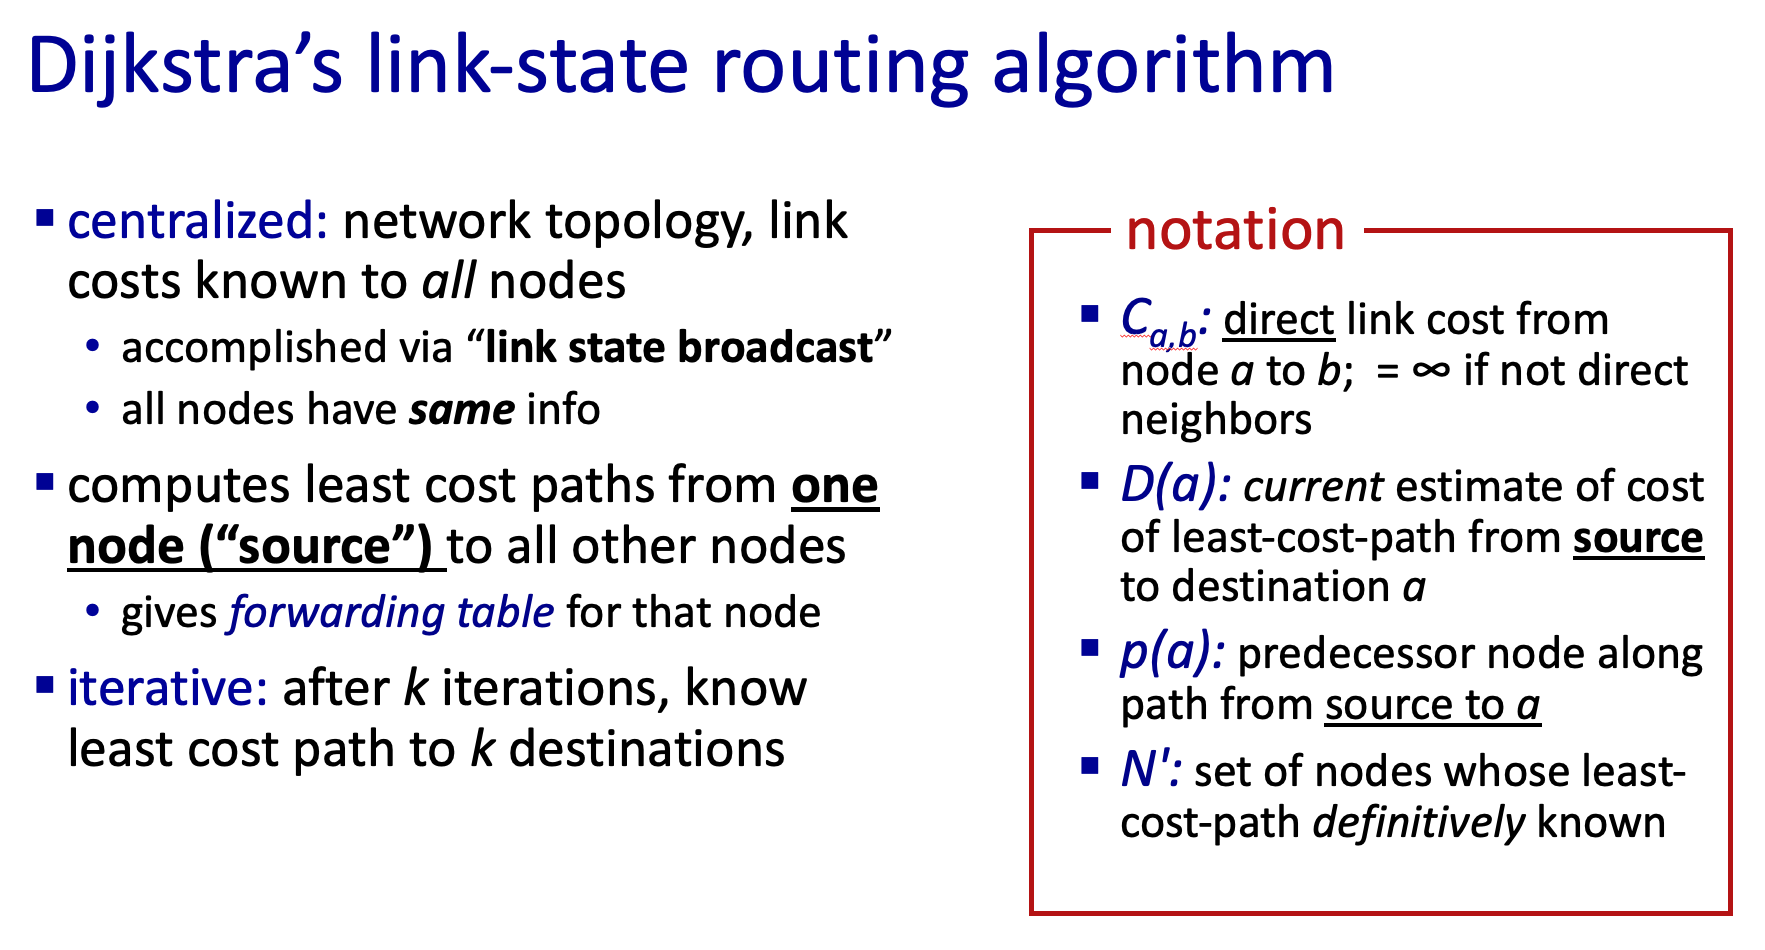 Dijkstra’s link-state routing algorithm
▪ centralized: network topology, link
costs known to all nodes
• accomplished via “link state broadcast”
• all nodes have same info
▪ computes least cost paths from one
node (“source”) to all other nodes
• gives forwarding table for that node
▪ iterative: after k iterations, know
least cost path to k destinations
notation
▪ Ca,b: direct link cost from
node a to b; = ∞ if not direct
neighbors
▪ D(a): current estimate of cost
of least-cost-path from source
to destination a
▪ p(a): predecessor node along
path from source to a
▪ N': set of nodes whose least-
cost-path definitively known